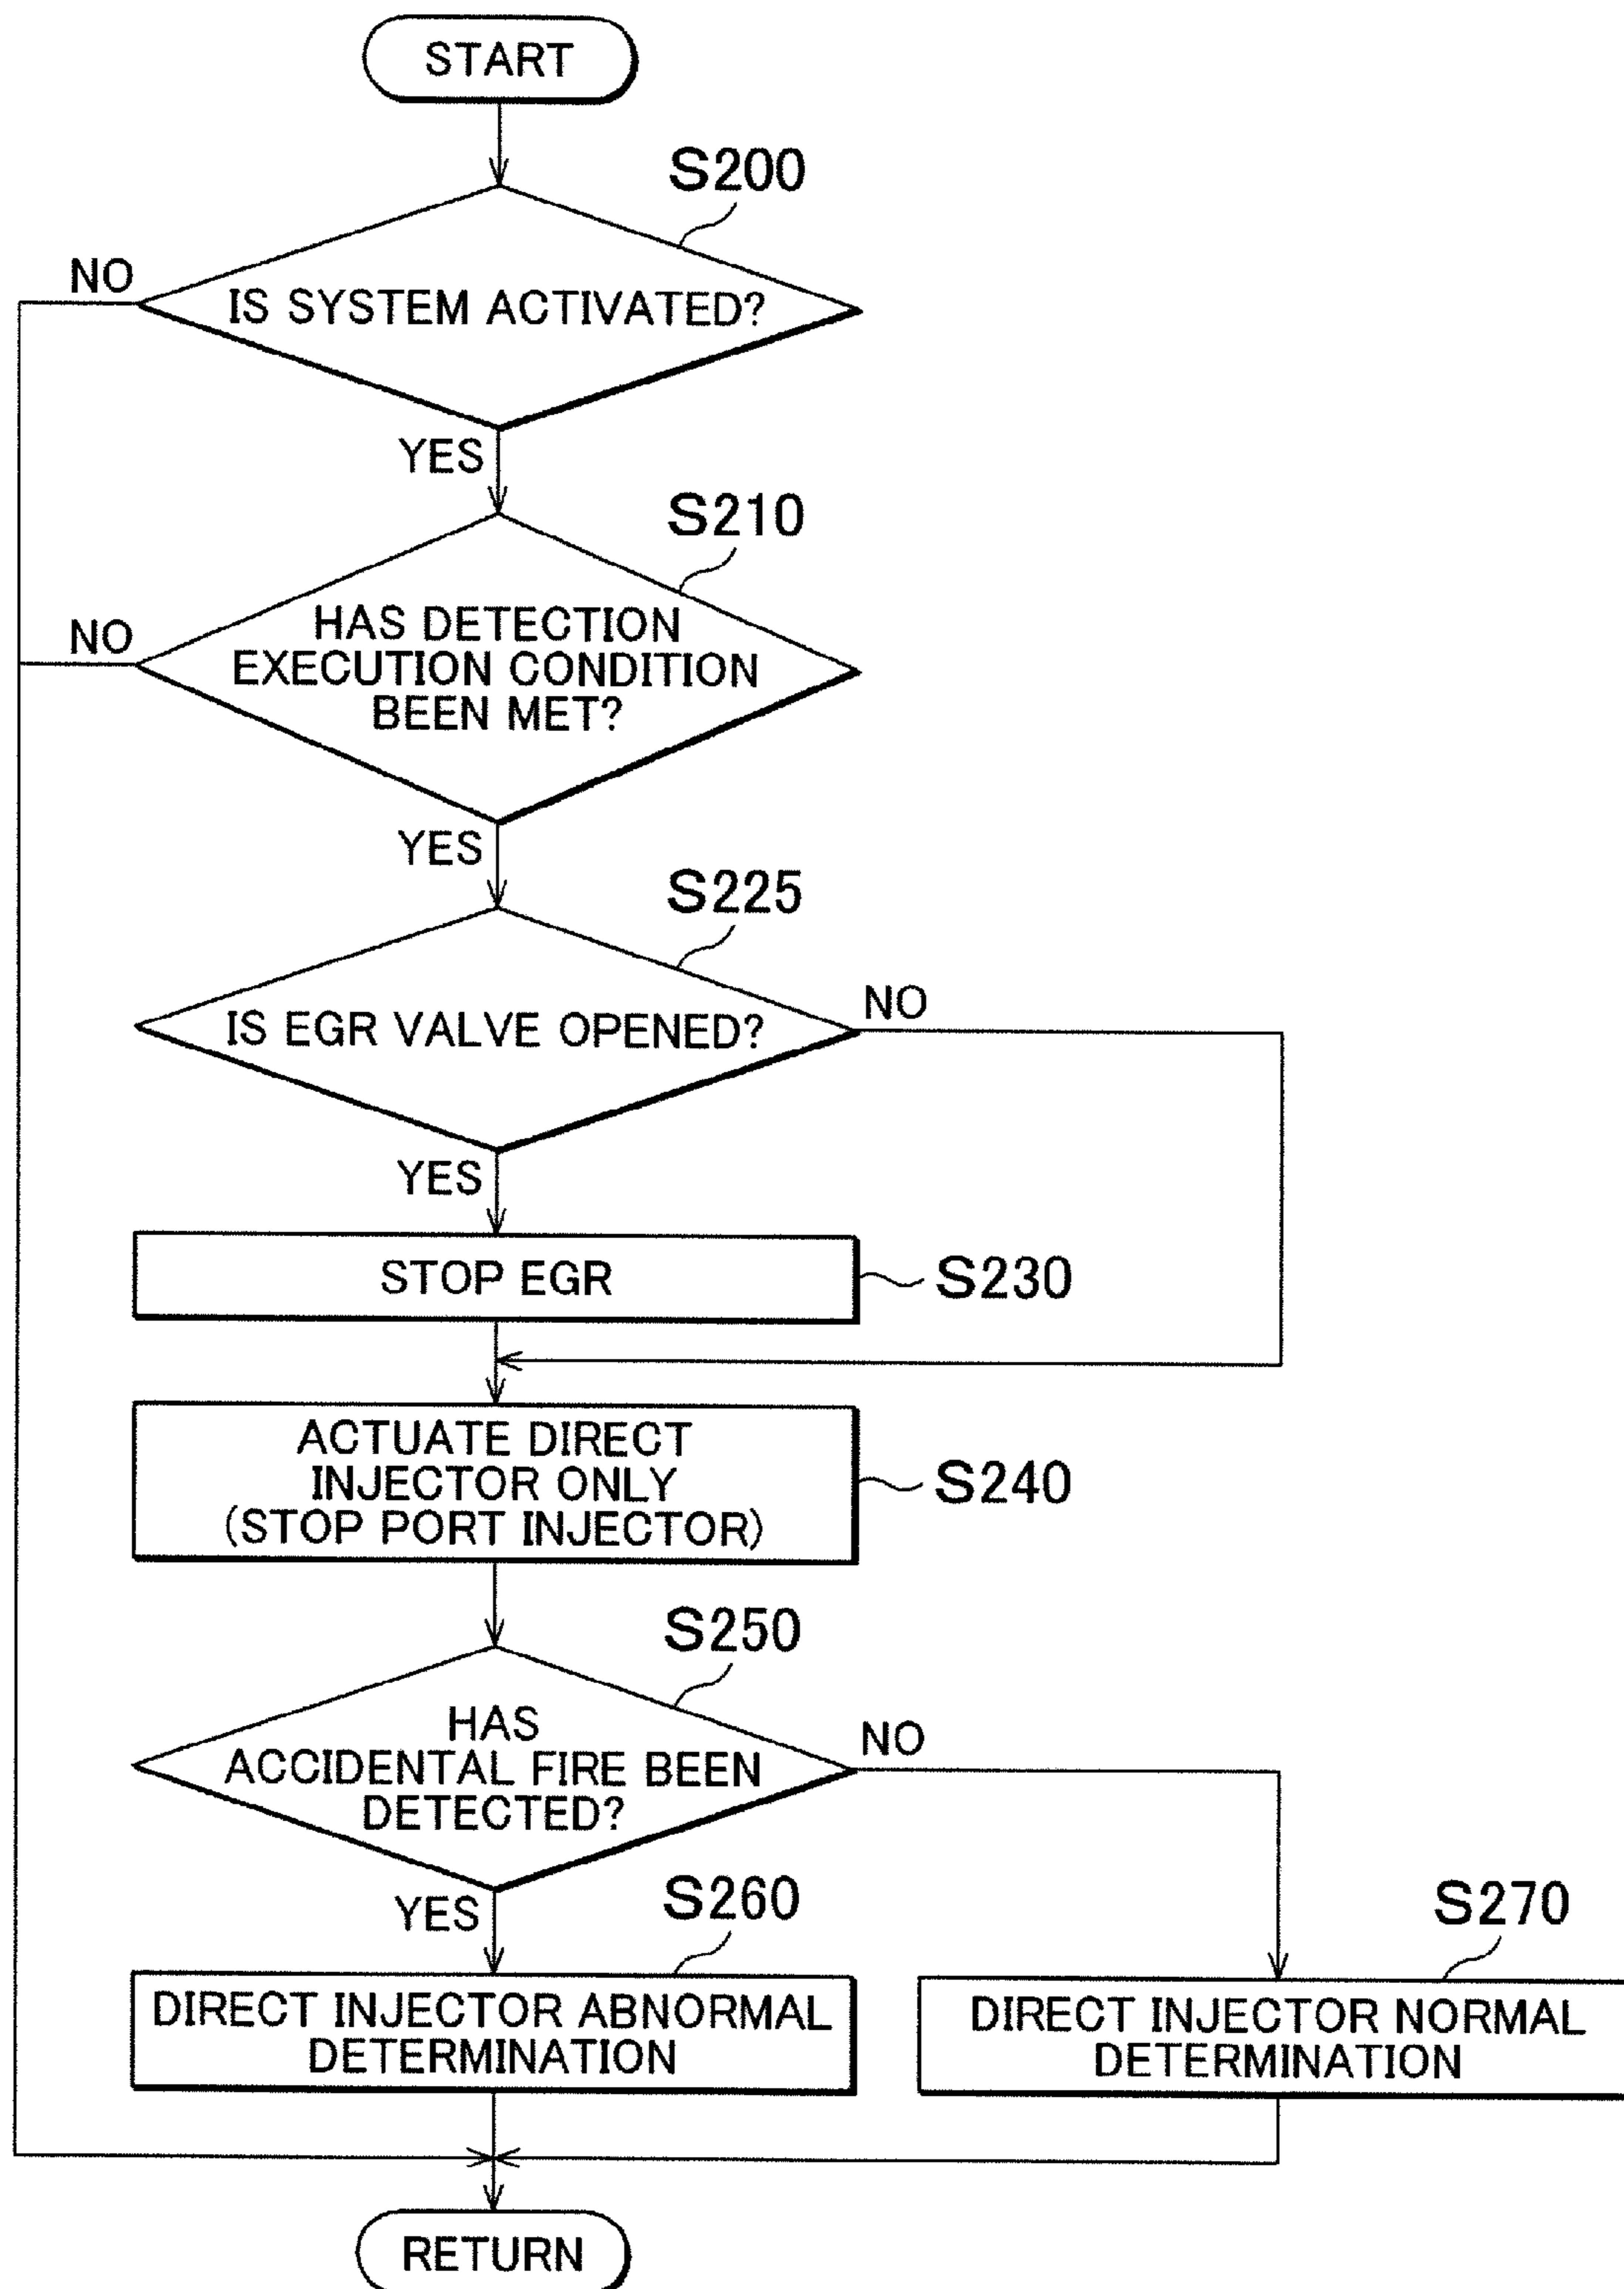 START
S200
NO
IS SYSTEM ACTIVATED?
YES
S210
NO
HAS DETECTION
EXECUTION CONDITION
BEEN MET?
YES
S225
NO
IS EGR VALVE OPENED?
YES
STOP EGR
S230
ACTUATE DIRECT
INJECTOR ONLY
(STOP PORT INJECTOR)
S240
S250
HAS
ACCIDENTAL FIRE BEEN
DETECTED?
NO
YES
S260
S270
DIRECT INJECTOR ABNORMAL
DETERMINATION
DIRECT INJECTOR NORMAL
DETERMINATION
RETURN